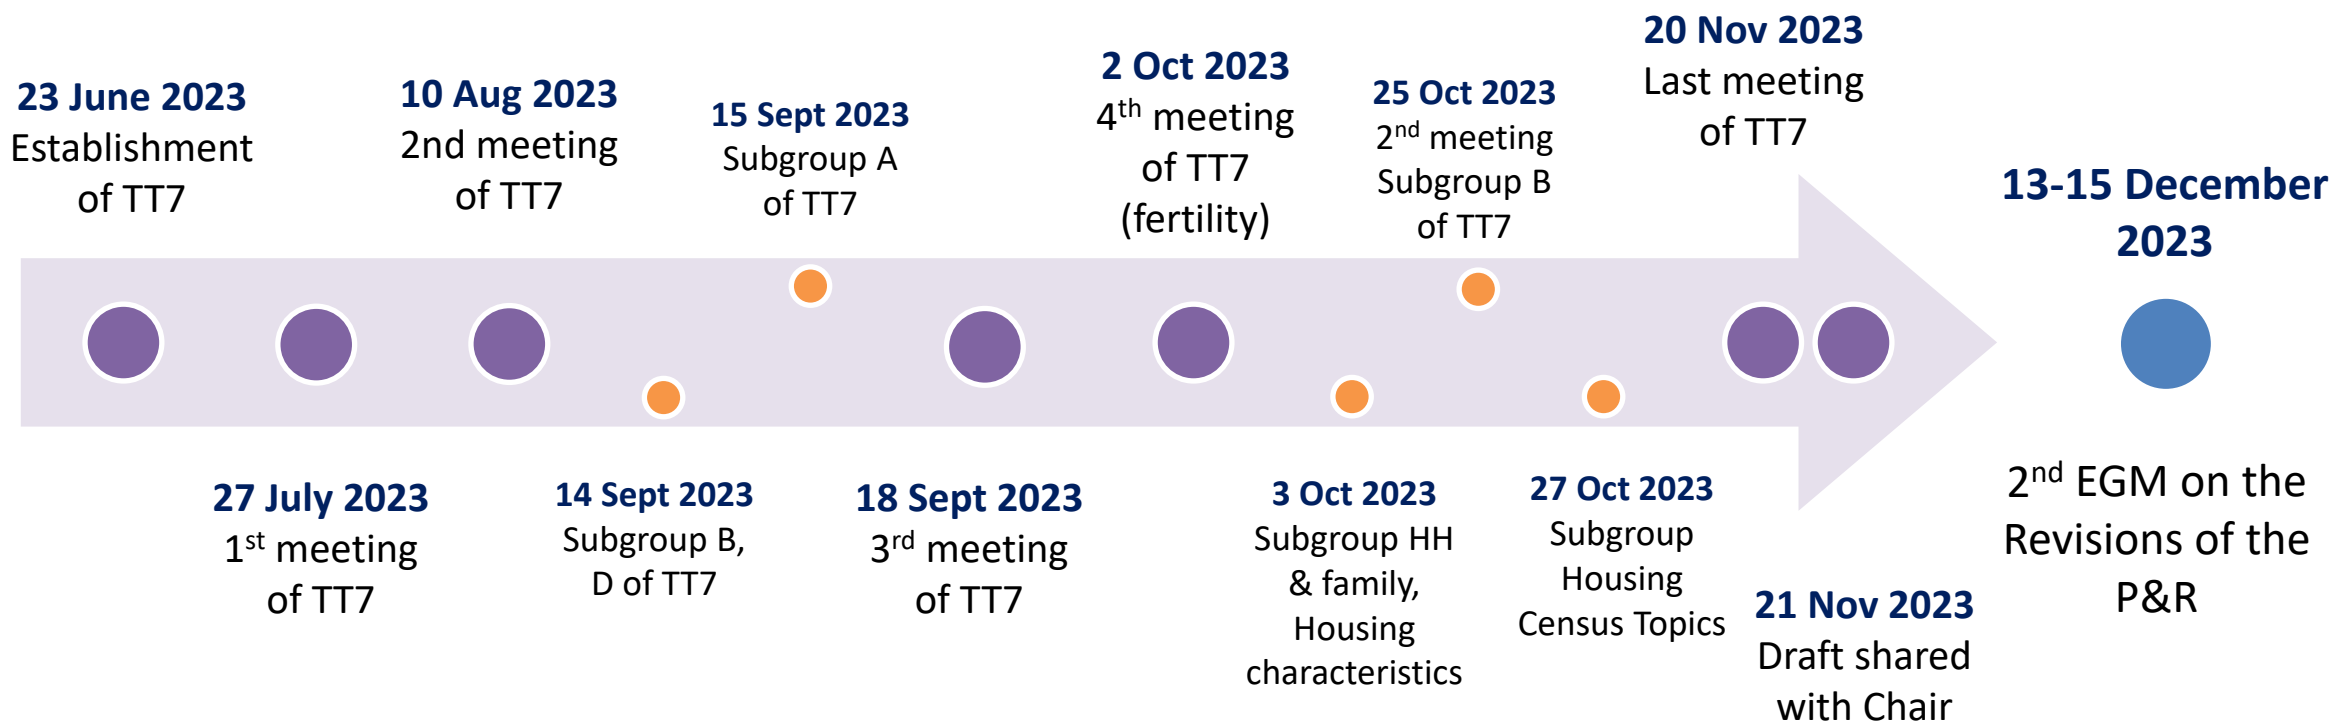 23 June 2023
Establishment
of TT7
27 July 2023
1st meeting
of TT7
10 Aug 2023
2nd meeting
of TT7
14 Sept 2023
Subgroup B,
D of TT7
15 Sept 2023
Subgroup A
of TT7
18 Sept 2023
3rd meeting
of TT7
2 Oct 2023
4th meeting
of TT7
(fertility)
3 Oct 2023
Subgroup HH
& family,
Housing
characteristics
25 Oct 2023
2nd meeting
Subgroup B
of TT7
27 Oct 2023
Subgroup
Housing
Census Topics
20 Nov 2023
Last meeting
of TT7
21 Nov 2023
Draft shared
with Chair
13-15 December
2023
2nd EGM on the
Revisions of the
P&R